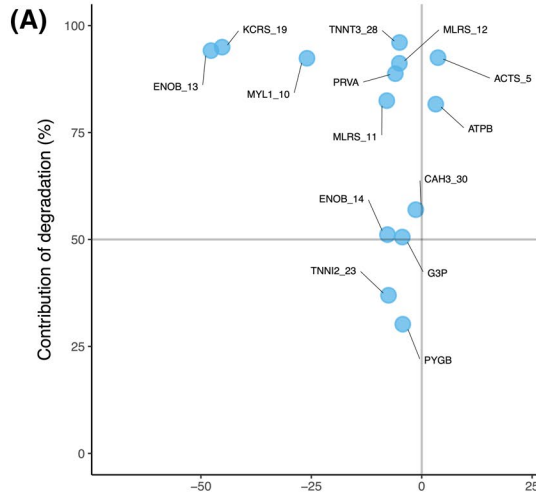 (A)
Contribution of degradation (%)
100
75
50
25
0
KCRS_19
ENOB_13
MYL1_10
TNNT3_28
MLRS_12
PRVA
ACTS_5
MLRS_11
ATPB
CAH3_30
ENOB_14
G3P
TNNI2_23
PYGB
−50
−25
0
25